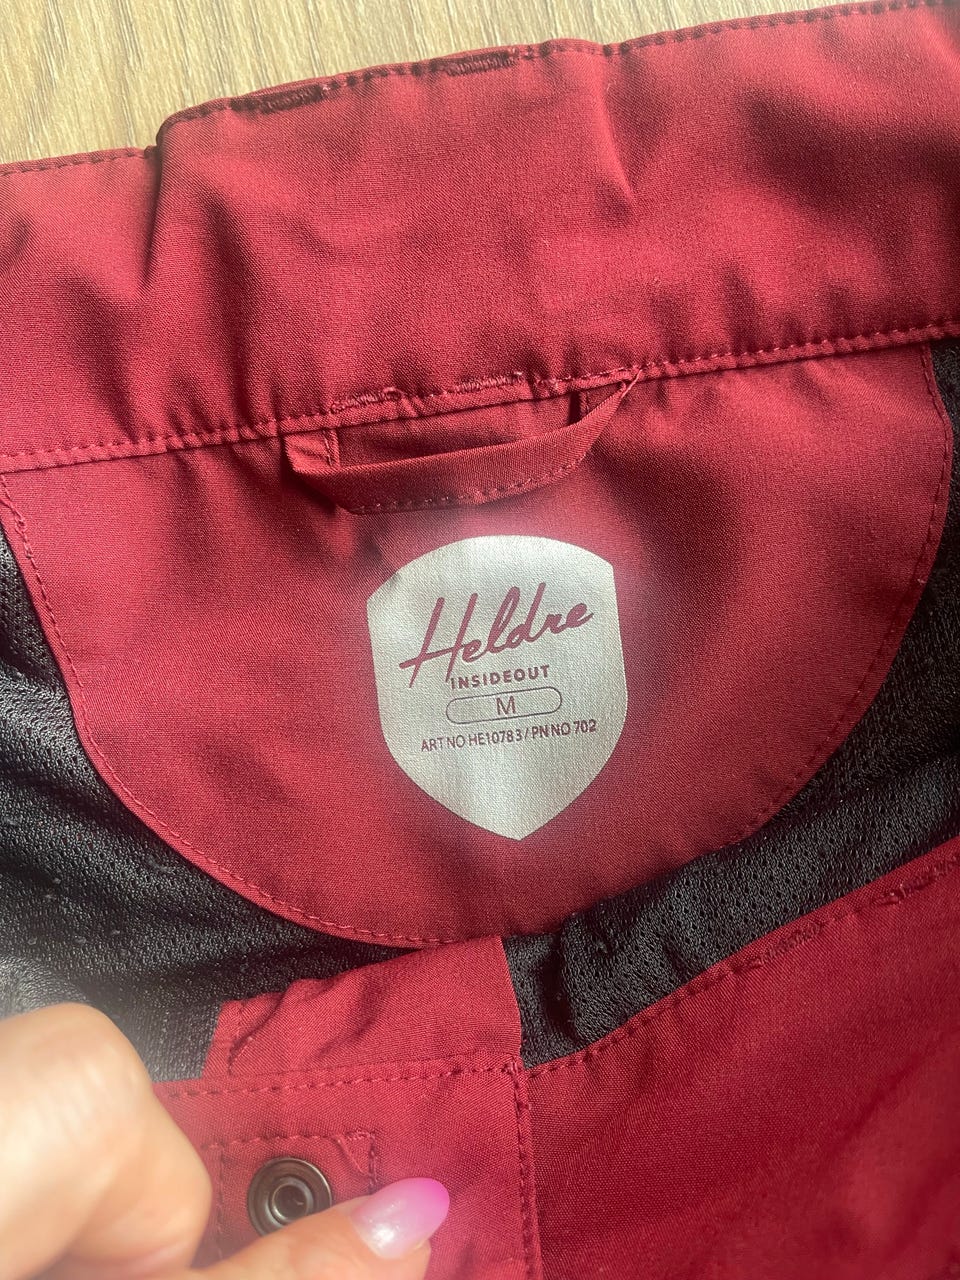 Heldre
INSIDEOUT
M
ART NO HE10783 / PN NO 702